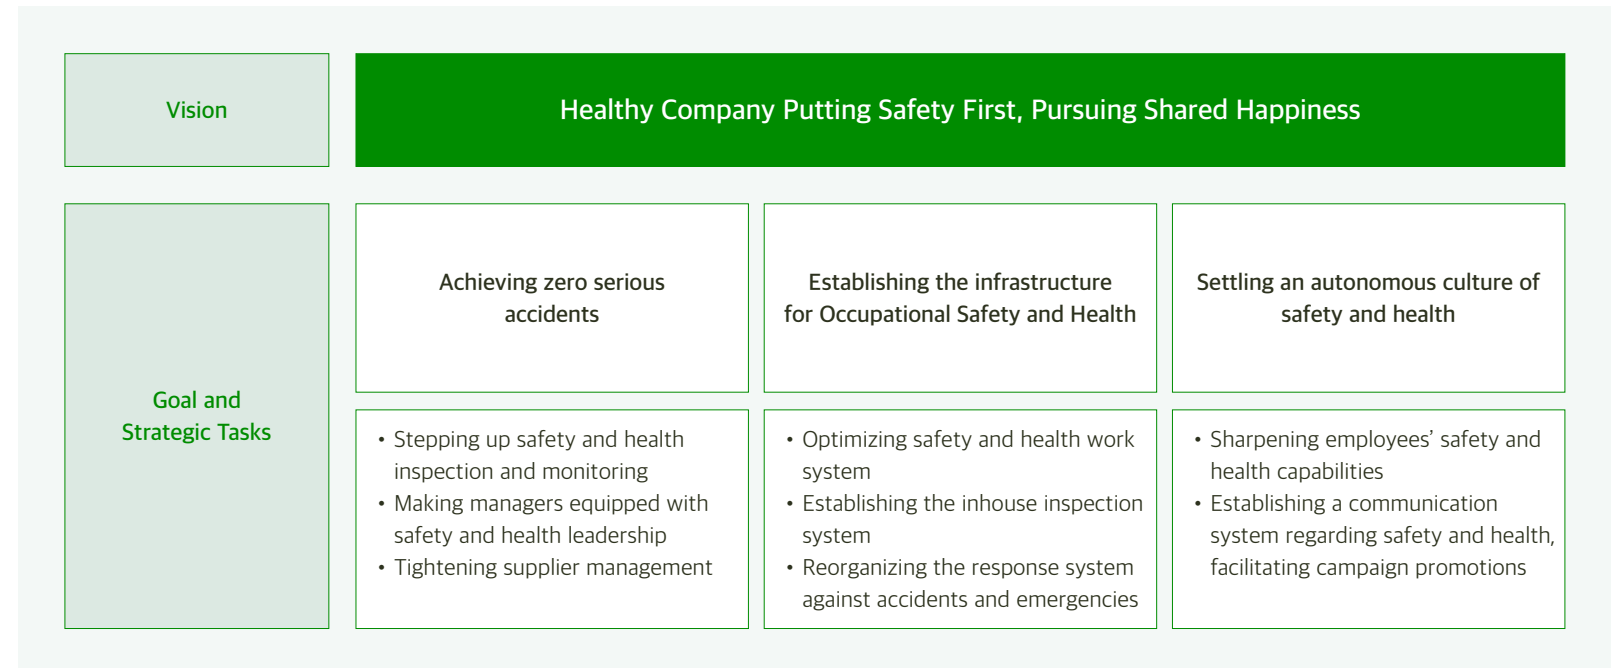 Vision
Healthy Company Putting Safety First, Pursuing Shared Happiness
Goal and
Strategic Tasks
Achieving zero serious
accidents
• Stepping up safety and health
inspection and monitoring
• Making managers equipped with
safety and health leadership
• Tightening supplier management
Establishing the infrastructure
for Occupational Safety and Health
• Optimizing safety and health work
system
• Establishing the inhouse inspection
system
• Reorganizing the response system
against accidents and emergencies
Settling an autonomous culture of
safety and health
• Sharpening employees’ safety and
health capabilities
• Establishing a communication
system regarding safety and health,
facilitating campaign promotions